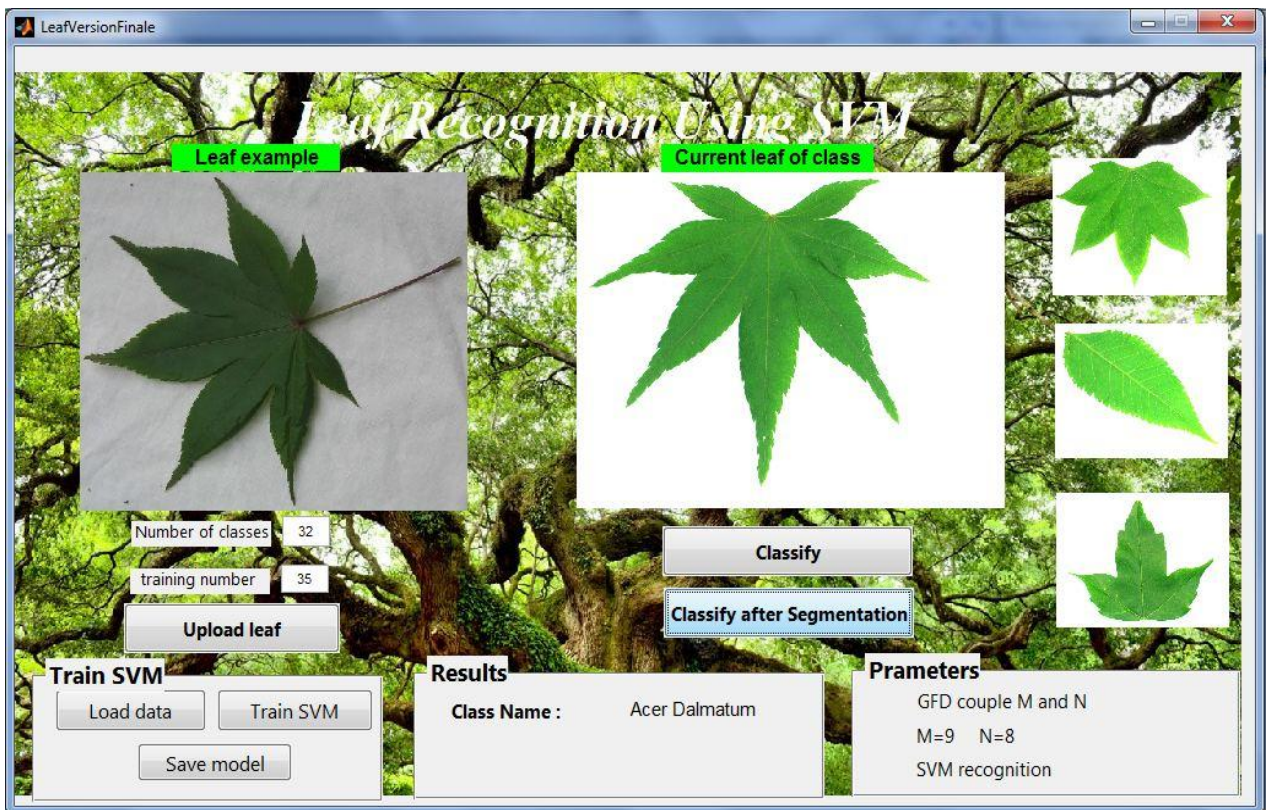 LeafVersionFinale
Leaf Recognition Using SVM
Leaf example
Current leaf of class
Number of classes 32
training number 35
Upload leaf
Classify
Classify after Segmentation
Train SVM
Load data
Train SVM
Save model
Results
Class Name : Acer Dalmatum
Prameters
GFD couple M and N
M=9 N=8
SVM recognition